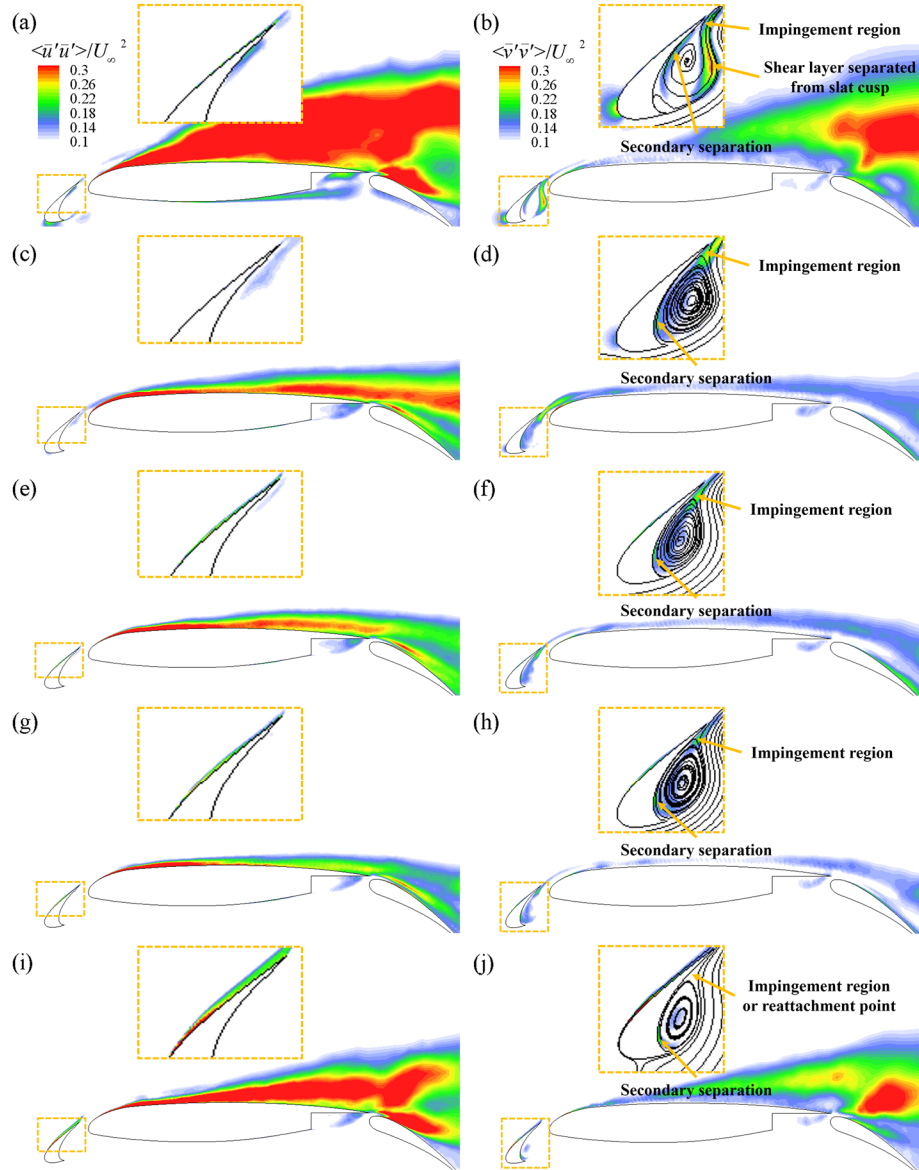 (a)
<ū′ū′>/U∞²
0.3
0.26
0.22
0.18
0.14
0.1
(b)
<v̄′v̄′>/U∞²
0.3
0.26
0.22
0.18
0.14
0.1
Impingement region
Shear layer separated
from slat cusp
Secondary separation
(c)
(d)
Impingement region
Secondary separation
(e)
(f)
Impingement region
Secondary separation
(g)
(h)
Impingement region
Secondary separation
(i)
(j)
Impingement region
or reattachment point
Secondary separation